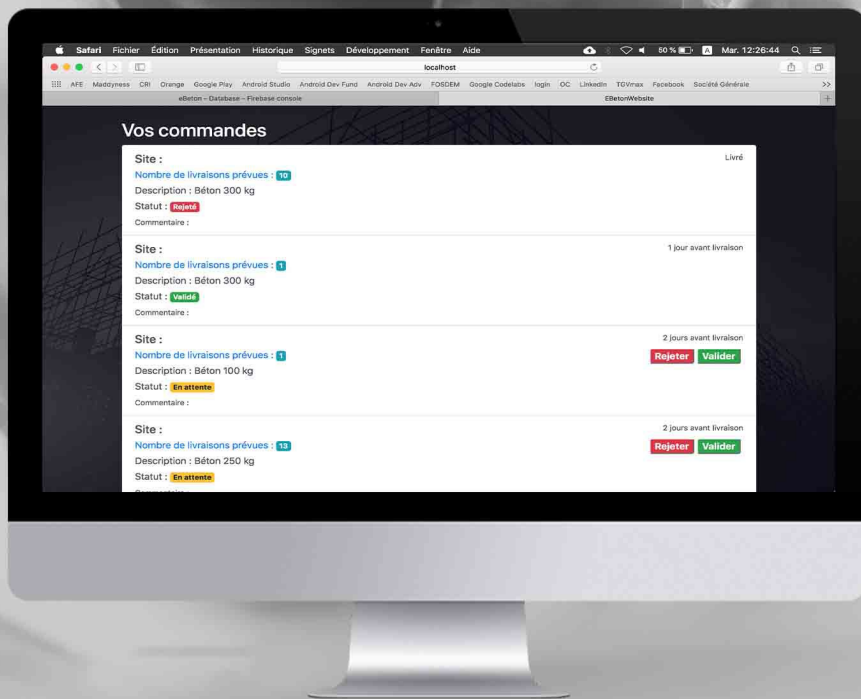 Safari Fichier Édition Présentation Historique Signets Développement Fenêtre Aide 50 % A Mar. 12:26:44
localhost
AFE Maddyness CRI Orange Google Play Android Studio Android Dev Fund Android Dev Adv FOSDEM Google Codelabs login OC Linkedin TGVmax Facebook Société Générale >>
eBeton – Database – Firebase console EBetonWebsite +
Vos commandes
Site : Livré
Nombre de livraisons prévues : 10
Description : Béton 300 kg
Statut : Rejeté
Commentaire :
Site : 1 jour avant livraison
Nombre de livraisons prévues : 1
Description : Béton 300 kg
Statut : Validé
Commentaire :
Site : 2 jours avant livraison
Nombre de livraisons prévues : 1 Rejeter Valider
Description : Béton 100 kg
Statut : En attente
Commentaire :
Site : 2 jours avant livraison
Nombre de livraisons prévues : 13 Rejeter Valider
Description : Béton 250 kg
Statut : En attente